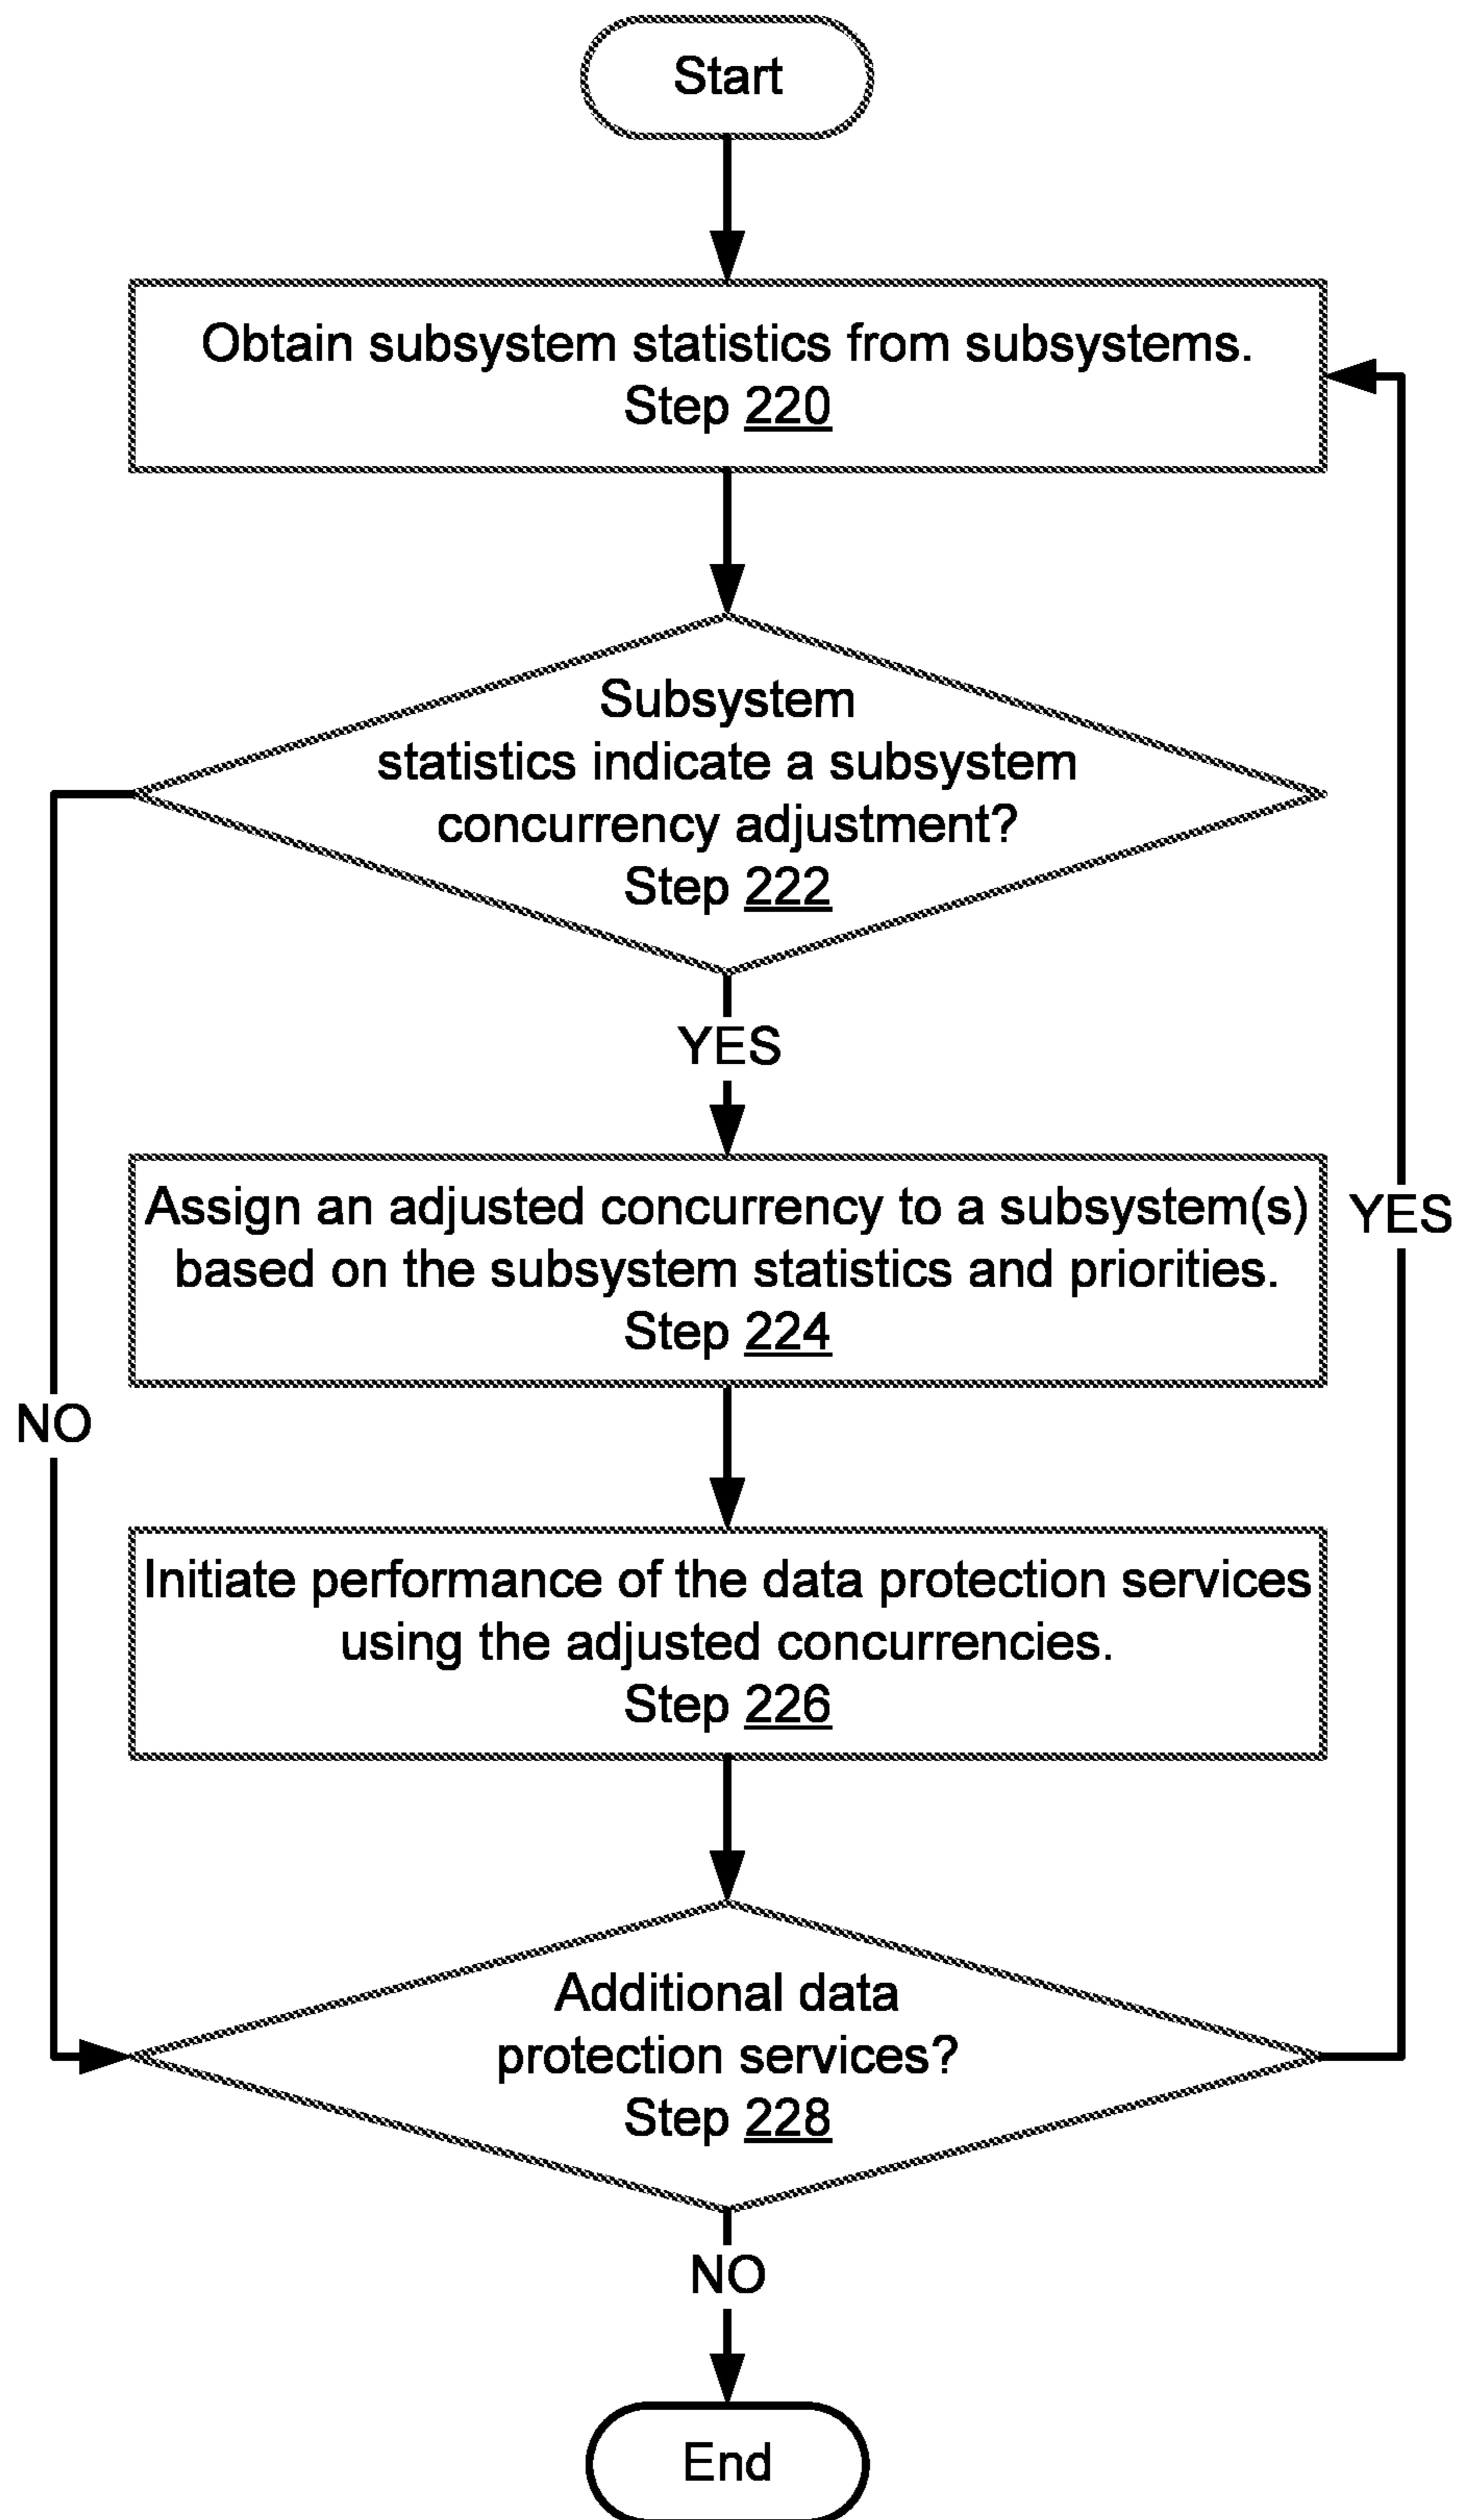 Start
Obtain subsystem statistics from subsystems.
Step 220
Subsystem
statistics indicate a subsystem
concurrency adjustment?
Step 222
YES
Assign an adjusted concurrency to a subsystem(s)
based on the subsystem statistics and priorities.
Step 224
YES
NO
Initiate performance of the data protection services
using the adjusted concurrencies.
Step 226
Additional data
protection services?
Step 228
NO
End